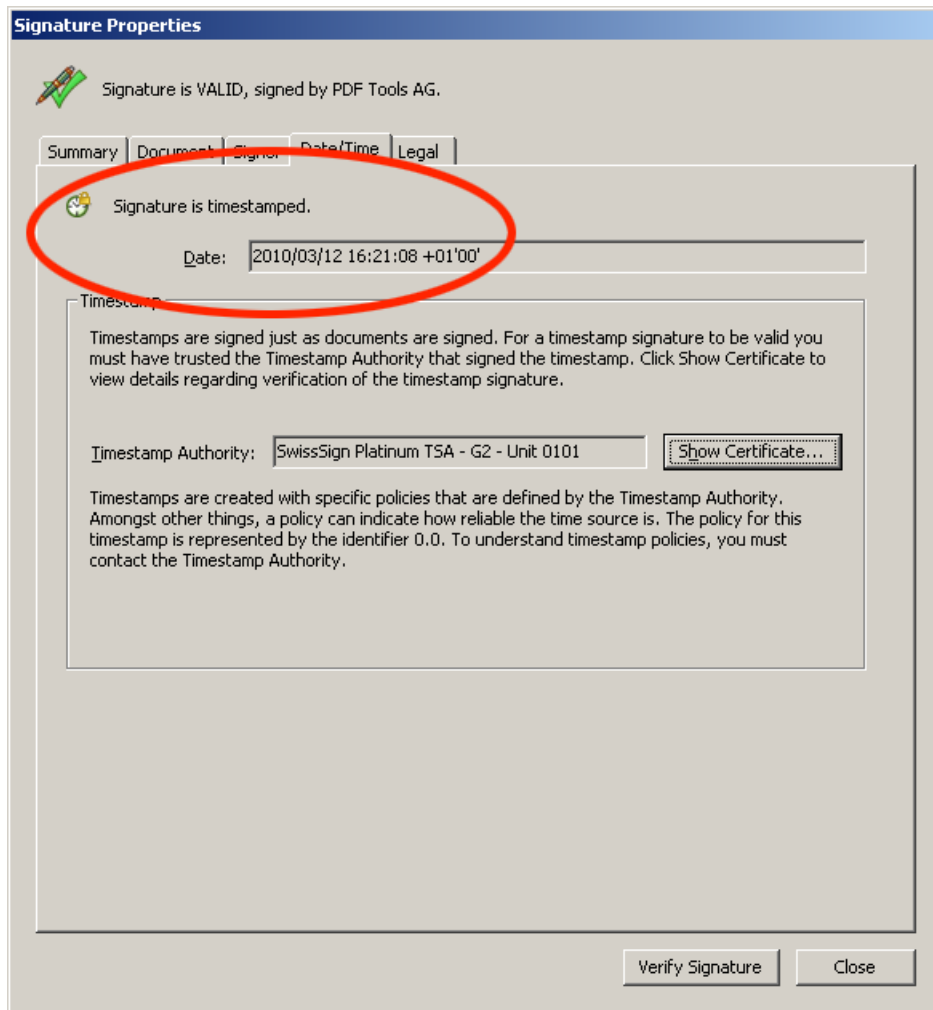 Signature Properties
Signature is VALID, signed by PDF Tools AG.
Summary Document Signor Date/Time Legal
Signature is timestamped.
Date: 2010/03/12 16:21:08 +01'00'
Timestamp
Timestamps are signed just as documents are signed. For a timestamp signature to be valid you
must have trusted the Timestamp Authority that signed the timestamp. Click Show Certificate to
view details regarding verification of the timestamp signature.
Timestamp Authority: SwissSign Platinum TSA - G2 - Unit 0101 Show Certificate...
Timestamps are created with specific policies that are defined by the Timestamp Authority.
Amongst other things, a policy can indicate how reliable the time source is. The policy for this
timestamp is represented by the identifier 0.0. To understand timestamp policies, you must
contact the Timestamp Authority.
Verify Signature Close